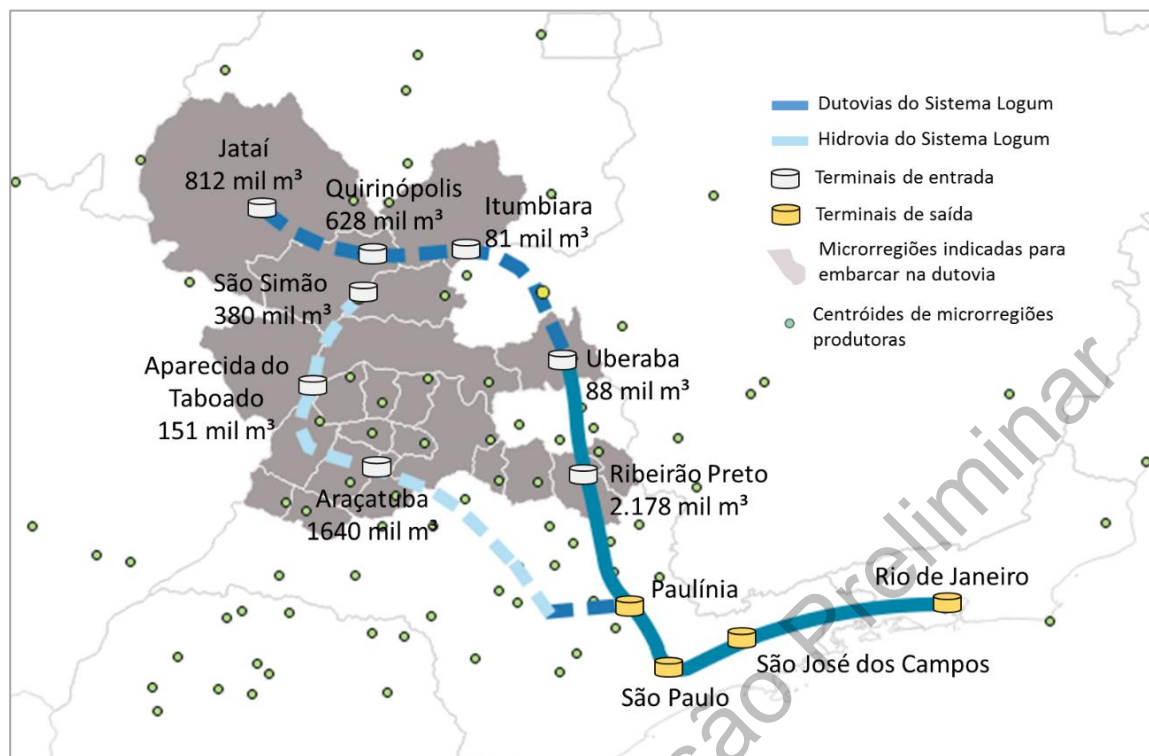 Jataí
812 mil m³
Quirinópolis
628 mil m³
Itumbiara
81 mil m³
São Simão
380 mil m³
Aparecida do
Taboado
151 mil m³
Uberaba
88 mil m³
Araçatuba
1640 mil m³
Ribeirão Preto
2.178 mil m³
Paulínia
São Paulo
São José dos Campos
Rio de Janeiro
Dutovias do Sistema Logum
Hidrovia do Sistema Logum
Terminais de entrada
Terminais de saída
Microrregiões indicadas para
embarcar na dutovia
Centróides de microrregiões
produtoras
são Preliminar